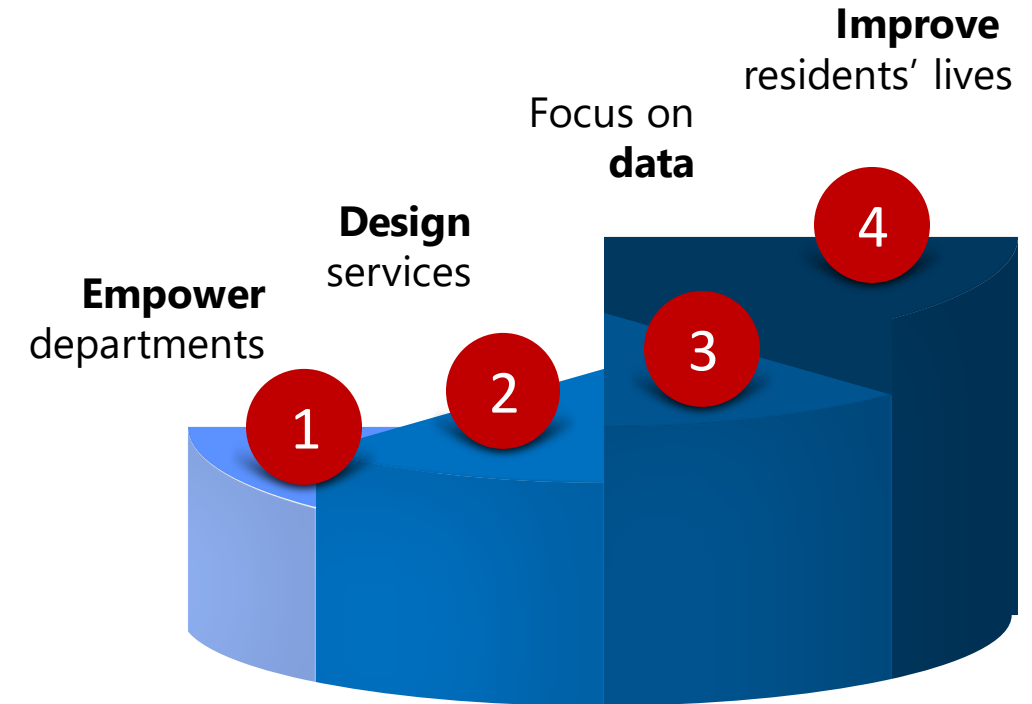 Empower
departments
1
Design
services
2
Focus on
data
3
Improve
residents’ lives
4